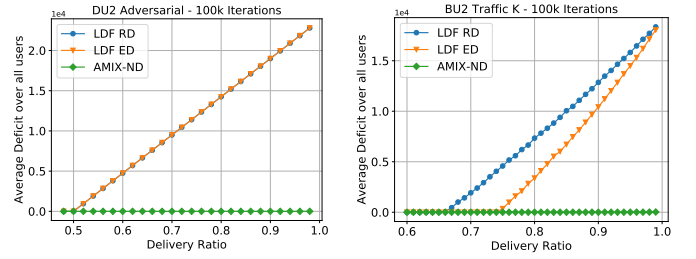 DU2 Adversarial - 100k Iterations
1e4
Average Deficit over all users
2.0
1.5
1.0
0.5
0.0
LDF RD
LDF ED
AMIX-ND
0.5 0.6 0.7 0.8 0.9 1.0
Delivery Ratio
BU2 Traffic K - 100k Iterations
1e4
Average Deficit over all users
1.5
1.0
0.5
0.0
LDF RD
LDF ED
AMIX-ND
0.6 0.7 0.8 0.9 1.0
Delivery Ratio